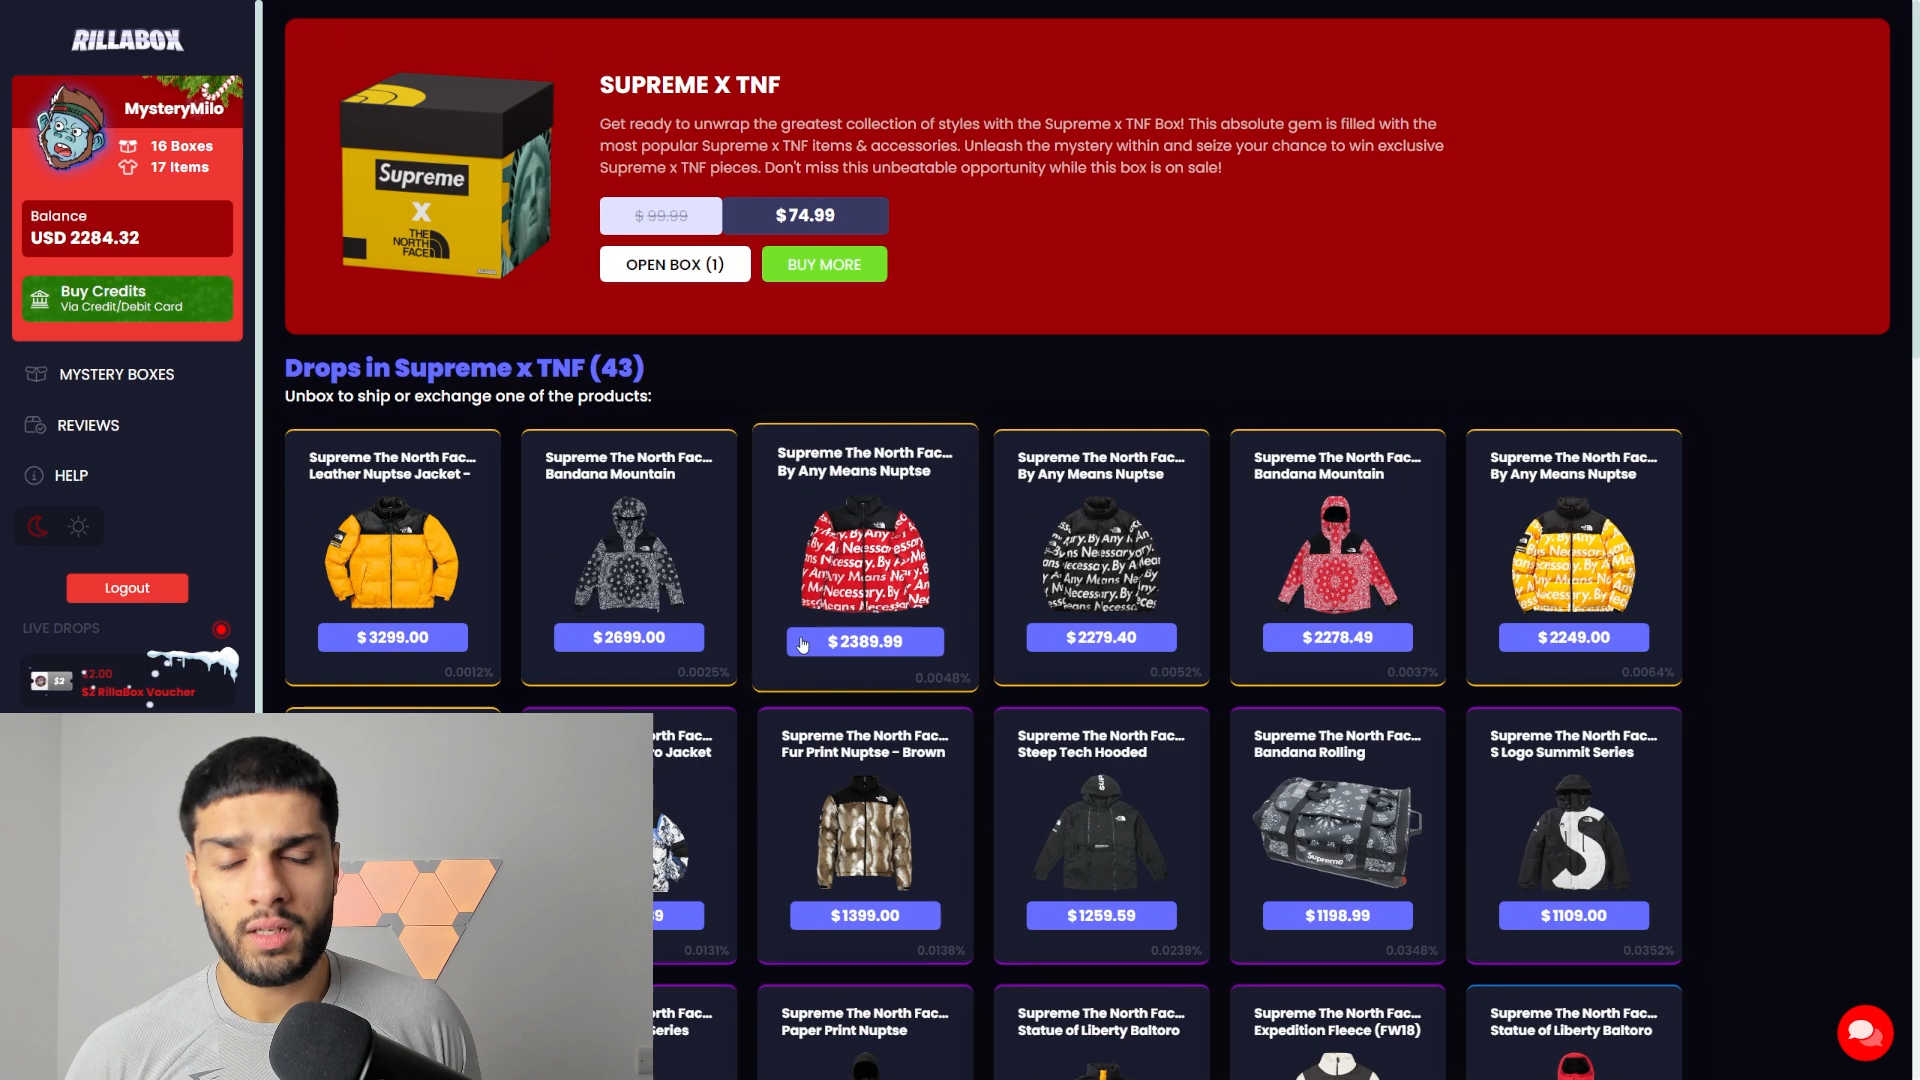 RILLABOX
MysteryMilo
16 Boxes
17 Items
Balance
USD 2284.32
Buy Credits
Via Credit/Debit Card
MYSTERY BOXES
REVIEWS
HELP
Logout
LIVE DROPS
$2
$2.00
$2 RillaBox Voucher
Supreme
X
THE
NORTH
FACE
SUPREME X TNF
Get ready to unwrap the greatest collection of styles with the Supreme x TNF Box! This absolute gem is filled with the
most popular Supreme x TNF items & accessories. Unleash the mystery within and seize your chance to win exclusive
Supreme x TNF pieces. Don't miss this unbeatable opportunity while this box is on sale!
$ 99.99
$ 74.99
OPEN BOX (1)
BUY MORE
Drops in Supreme x TNF (43)
Unbox to ship or exchange one of the products:
Supreme The North Fac...
Leather Nuptse Jacket -
$ 3299.00
0.0012%
Supreme The North Fac...
Bandana Mountain
$ 2699.00
0.0025%
Supreme The North Fac...
By Any Means Nuptse
$ 2389.99
0.0048%
Supreme The North Fac...
By Any Means Nuptse
$ 2279.40
0.0052%
Supreme The North Fac...
Bandana Mountain
$ 2278.49
0.0037%
Supreme The North Fac...
By Any Means Nuptse
$ 2249.00
0.0064%
rth Fac...
o Jacket
39
0.0131%
Supreme The North Fac...
Fur Print Nuptse - Brown
$ 1399.00
0.0138%
Supreme The North Fac...
Steep Tech Hooded
$ 1259.59
0.0239%
Supreme The North Fac...
Bandana Rolling
Supreme
$ 1198.99
0.0348%
Supreme The North Fac...
S Logo Summit Series
S
$ 1109.00
0.0352%
rth Fac...
Series
Supreme The North Fac...
Paper Print Nuptse
Supreme The North Fac...
Statue of Liberty Baltoro
Supreme The North Fac...
Expedition Fleece (FW18)
Supreme The North Fac...
Statue of Liberty Baltoro